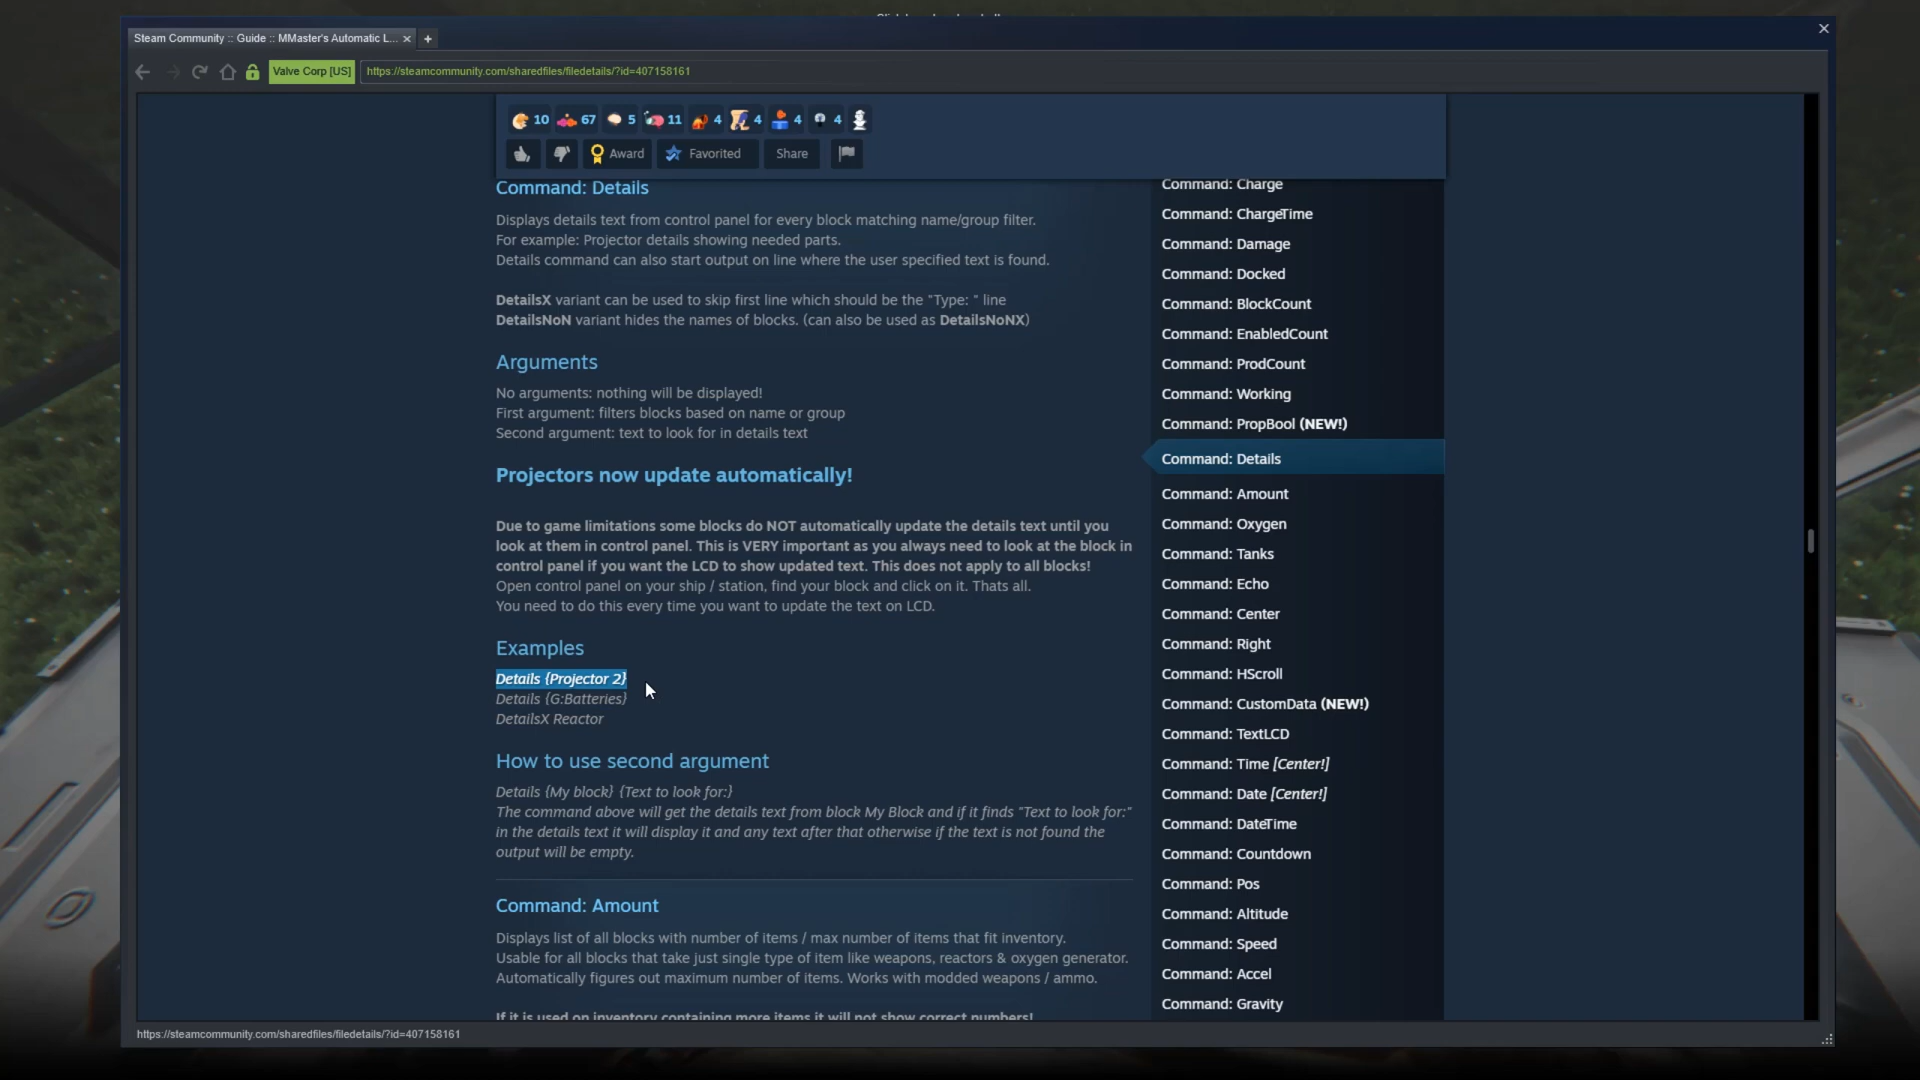 Steam Community :: Guide :: MMaster's Automatic L...
Valve Corp [US]
https://steamcommunity.com/sharedfiles/filedetails/?id=407158161
10 67 5 11 4 4 4 4
Award
Favorited
Share
Command: Details
Displays details text from control panel for every block matching name/group filter.
For example: Projector details showing needed parts.
Details command can also start output on line where the user specified text is found.
DetailsX variant can be used to skip first line which should be the "Type: " line
DetailsNoN variant hides the names of blocks. (can also be used as DetailsNoNX)
Arguments
No arguments: nothing will be displayed!
First argument: filters blocks based on name or group
Second argument: text to look for in details text
Projectors now update automatically!
Due to game limitations some blocks do NOT automatically update the details text until you
look at them in control panel. This is VERY important as you always need to look at the block in
control panel if you want the LCD to show updated text. This does not apply to all blocks!
Open control panel on your ship / station, find your block and click on it. Thats all.
You need to do this every time you want to update the text on LCD.
Examples
Details {Projector 2}
Details {G:Batteries}
DetailsX Reactor
How to use second argument
Details {My block} {Text to look for:}
The command above will get the details text from block My Block and if it finds "Text to look for:"
in the details text it will display it and any text after that otherwise if the text is not found the
output will be empty.
Command: Amount
Displays list of all blocks with number of items / max number of items that fit inventory.
Usable for all blocks that take just single type of item like weapons, reactors & oxygen generator.
Automatically figures out maximum number of items. Works with modded weapons / ammo.
If it is used on inventory containing more items it will not show correct numbers!
Command: Charge
Command: ChargeTime
Command: Damage
Command: Docked
Command: BlockCount
Command: EnabledCount
Command: ProdCount
Command: Working
Command: PropBool (NEW!)
Command: Details
Command: Amount
Command: Oxygen
Command: Tanks
Command: Echo
Command: Center
Command: Right
Command: HScroll
Command: CustomData (NEW!)
Command: TextLCD
Command: Time [Center!]
Command: Date [Center!]
Command: DateTime
Command: Countdown
Command: Pos
Command: Altitude
Command: Speed
Command: Accel
Command: Gravity
https://steamcommunity.com/sharedfiles/filedetails/?id=407158161